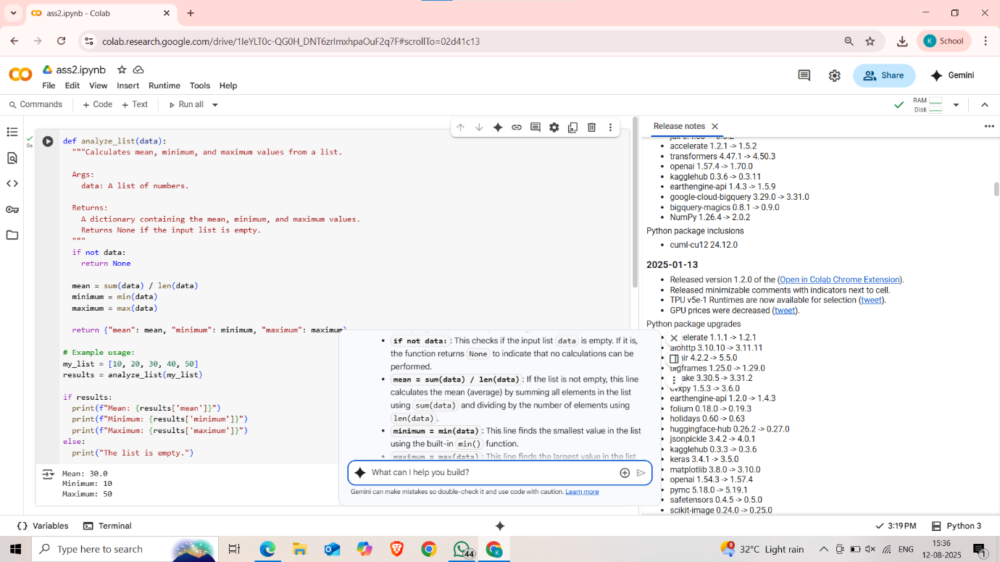 ass2.ipynb - Colab
colab.research.google.com/drive/1IeYLT0c-QG0H_DNT6zrImxhpaOuF2q7F#scrollTo=02d41c13
K School
CO ass2.ipynb
Share
Gemini
File Edit View Insert Runtime Tools Help
Commands + Code + Text Run all
RAM
Disk
0s
def analyze_list(data):
"""Calculates mean, minimum, and maximum values from a list.
Args:
data: A list of numbers.
Returns:
A dictionary containing the mean, minimum, and maximum values.
Returns None if the input list is empty.
"""
if not data:
return None
mean = sum(data) / len(data)
minimum = min(data)
maximum = max(data)
return {"mean": mean, "minimum": minimum, "maximum": maximum}
# Example usage:
my_list = [10, 20, 30, 40, 50]
results = analyze_list(my_list)
if results:
print(f"Mean: {results['mean']}")
print(f"Minimum: {results['minimum']}")
print(f"Maximum: {results['maximum']}")
else:
print("The list is empty.")
Mean: 30.0
Minimum: 10
Maximum: 50
if not data: : This checks if the input list data is empty. If it is,
the function returns None to indicate that no calculations can be
performed.
mean = sum(data) / len(data) : If the list is not empty, this line
calculates the mean (average) by summing all elements in the list
using sum(data) and dividing by the number of elements using
len(data) .
minimum = min(data) : This line finds the smallest value in the list
using the built-in min() function.
maximum = max(data) : This line finds the largest value in the list
What can I help you build?
Gemini can make mistakes so double-check it and use code with caution. Learn more
Release notes
accelerate 1.2.1 -> 1.5.2
transformers 4.47.1 -> 4.50.3
openai 1.57.4 -> 1.70.0
kagglehub 0.3.6 -> 0.3.11
earthengine-api 1.4.3 -> 1.5.9
google-cloud-bigquery 3.29.0 -> 3.31.0
bigquery-magics 0.8.1 -> 0.9.0
NumPy 1.26.4 -> 2.0.2
Python package inclusions
cuml-cu12 24.12.0
2025-01-13
Released version 1.2.0 of the (Open in Colab Chrome Extension).
Released minimizable comments with indicators next to cell.
TPU v5e-1 Runtimes are now available for selection (tweet).
GPU prices were decreased (tweet).
Python package upgrades
elerate 1.1.1 -> 1.2.1
aiohttp 3.10.10 -> 3.11.11
air 4.2.2 -> 5.5.0
bigframes 1.25.0 -> 1.29.0
ake 3.30.5 -> 3.31.2
cvxpy 1.5.3 -> 3.6.0
earthengine-api 1.2.0 -> 1.4.3
folium 0.18.0 -> 0.19.3
holidays 0.60 -> 0.63
huggingface-hub 0.26.2 -> 0.27.0
jsonpickle 3.4.2 -> 4.0.1
kagglehub 0.3.3 -> 0.3.6
keras 3.4.1 -> 3.5.0
matplotlib 3.8.0 -> 3.10.0
openai 1.54.3 -> 1.57.4
pymc 5.18.0 -> 5.19.1
safetensors 0.4.5 -> 0.5.0
scikit-image 0.24.0 -> 0.25.0
Variables Terminal
3:19 PM Python 3
Type here to search
44
9
32°C Light rain
ENG
15:36
12-08-2025
1